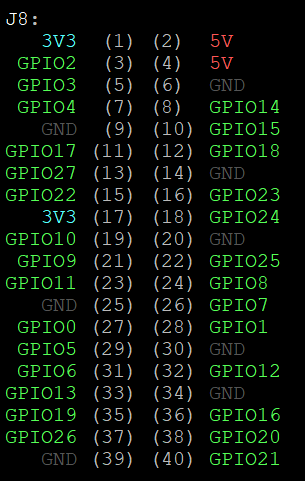 J8:
3V3 (1) (2) 5V
GPIO2 (3) (4) 5V
GPIO3 (5) (6) GND
GPIO4 (7) (8) GPIO14
GND (9) (10) GPIO15
GPIO17 (11) (12) GPIO18
GPIO27 (13) (14) GND
GPIO22 (15) (16) GPIO23
3V3 (17) (18) GPIO24
GPIO10 (19) (20) GND
GPIO9 (21) (22) GPIO25
GPIO11 (23) (24) GPIO8
GND (25) (26) GPIO7
GPIO0 (27) (28) GPIO1
GPIO5 (29) (30) GND
GPIO6 (31) (32) GPIO12
GPIO13 (33) (34) GND
GPIO19 (35) (36) GPIO16
GPIO26 (37) (38) GPIO20
GND (39) (40) GPIO21